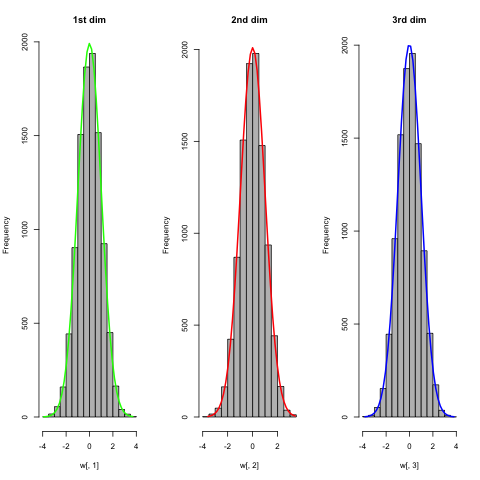 1st dim
Frequency
2000
1500
1000
500
0
-4 -2 0 2 4
w[, 1]
2nd dim
Frequency
2000
1500
1000
500
0
-4 -2 0 2
w[, 2]
3rd dim
Frequency
2000
1500
1000
500
0
-4 -2 0 2 4
w[, 3]